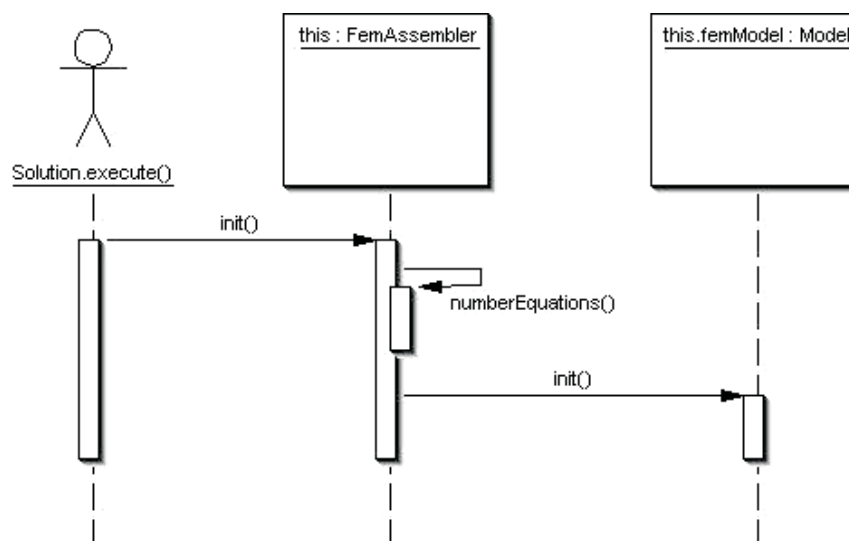 this : FemAssembler
this.femModel : Model
Solution.execute()
init()
numberEquations()
init()